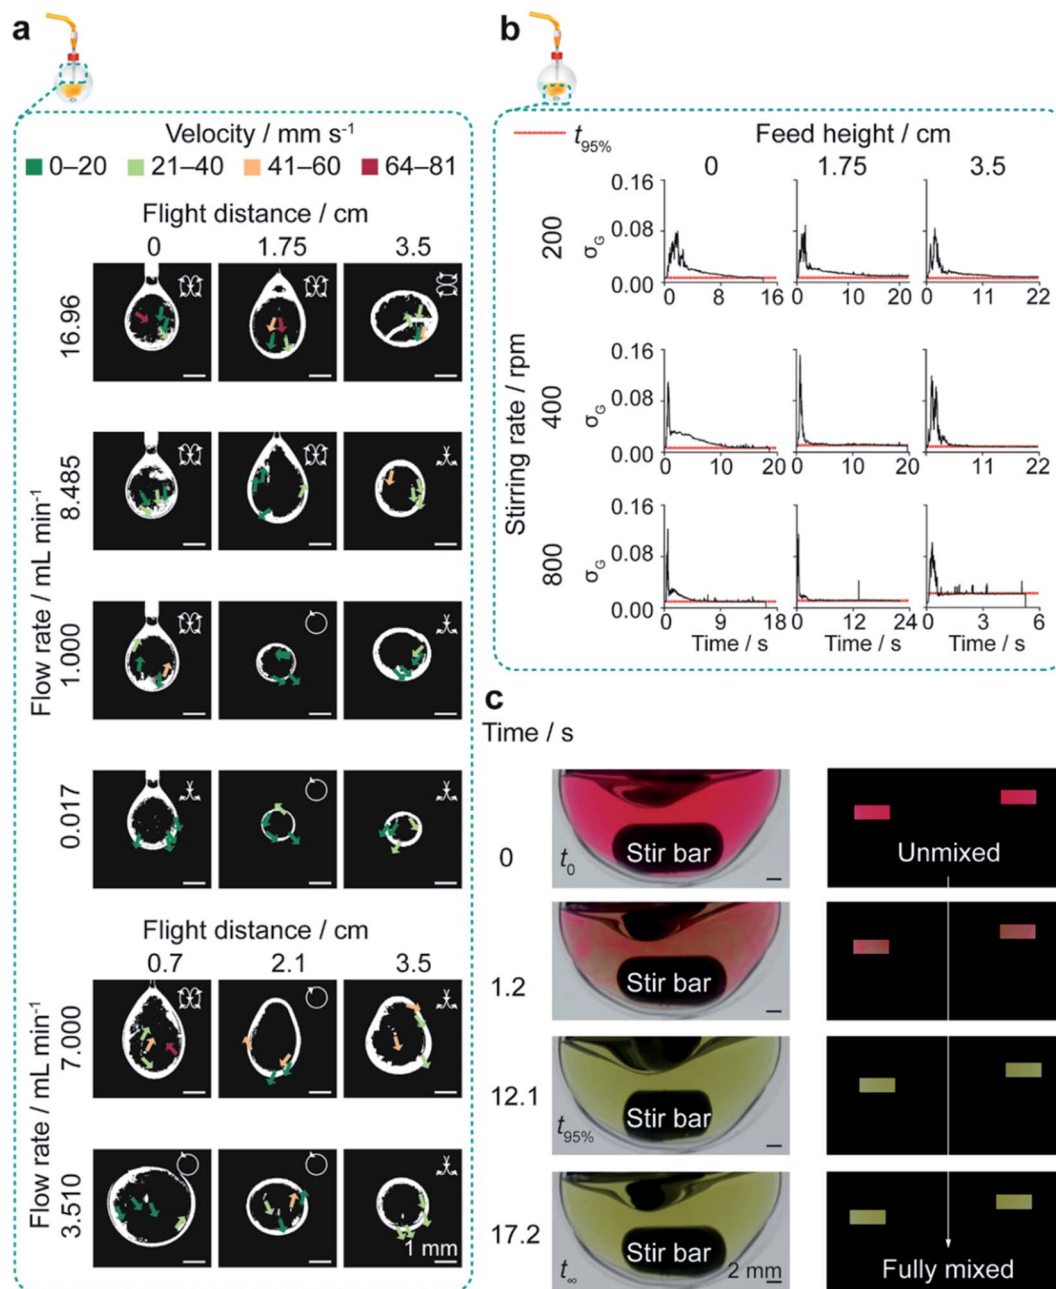 a
Velocity / mm s⁻¹
0–20 21–40 41–60 64–81
Flight distance / cm
0 1.75 3.5
Flow rate / mL min⁻¹
16.96
8.485
1.000
0.017
Flight distance / cm
0.7 2.1 3.5
Flow rate / mL min⁻¹
7.000
3.510
1 mm
b
t95%
Feed height / cm
0 1.75 3.5
Stirring rate / rpm
200
σG
0.16
0.08
0.00
0 8 16
0 10 20
0 11 22
400
σG
0.16
0.08
0.00
0 10 20
0 10 20
0 11 22
800
σG
0.16
0.08
0.00
0 9 18
0 12 24
0 3 6
Time / s Time / s Time / s
c
Time / s
0
t0
Stir bar
Unmixed
1.2
Stir bar
12.1
t95%
Stir bar
17.2
t∞
Stir bar
2 mm
Fully mixed